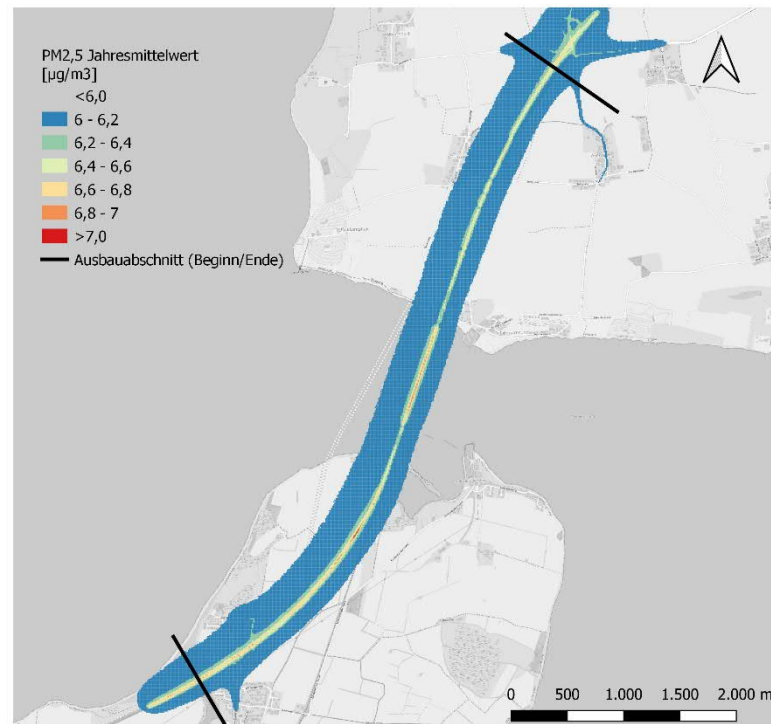 PM2,5 Jahresmittelwert
[µg/m3]
<6,0
6 - 6,2
6,2 - 6,4
6,4 - 6,6
6,6 - 6,8
6,8 - 7
>7,0
Ausbauabschnitt (Beginn/Ende)
0 500 1.000 1.500 2.000 m